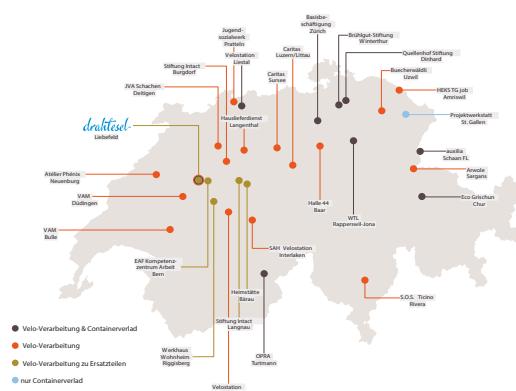 Basisbe-
schäftigung
Zürich
Jugend-
sozialwerk
Pratteln
Brühlgut-Stiftung
Winterthur
Caritas
Luzern/Littau
Velostation
Liestal
Quellenhof Stiftung
Dinhard
Stiftung Intact
Burgdorf
Caritas
Sursee
Buecherwäldli
Uzwil
JVA Schachen
Deitigen
HEKS TG job
Amriswil
Hauslieferdienst
Langenthal
Projektwerkstatt
St. Gallen
drahtesel-
Liebefeld
auxilia
Schaan FL
Atelier Phénix
Neuenburg
Arwole
Sargans
VAM
Düdingen
Eco Grischun
Chur
Halle 44
Baar
WTL
Rapperswil-Jona
VAM
Bulle
SAH Velostation
Interlaken
EAF Kompetenz-
zentrum Arbeit
Bern
Heimstätte
Bärau
S.O.S. Ticino
Rivera
Stiftung Intact
Langnau
Werkhaus
Wohnheim
Riggisberg
OPRA
Turtmann
Velostation
Velo-Verarbeitung & Containerverlad
Velo-Verarbeitung
Velo-Verarbeitung zu Ersatzteilen
nur Containerverlad